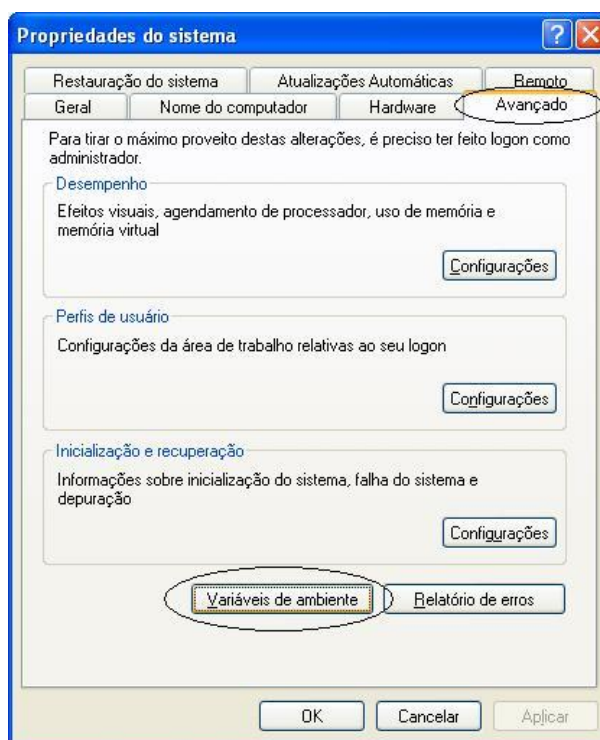 Propriedades do sistema
Restauração do sistema Atualizações Automáticas Remoto
Geral Nome do computador Hardware Avançado
Para tirar o máximo proveito destas alterações, é preciso ter feito logon como
administrador.
Desempenho
Efeitos visuais, agendamento de processador, uso de memória e
memória virtual
Configurações
Perfis de usuário
Configurações da área de trabalho relativas ao seu logon
Configurações
Inicialização e recuperação
Informações sobre inicialização do sistema, falha do sistema e
depuração
Configurações
Variáveis de ambiente Relatório de erros
OK Cancelar Aplicar